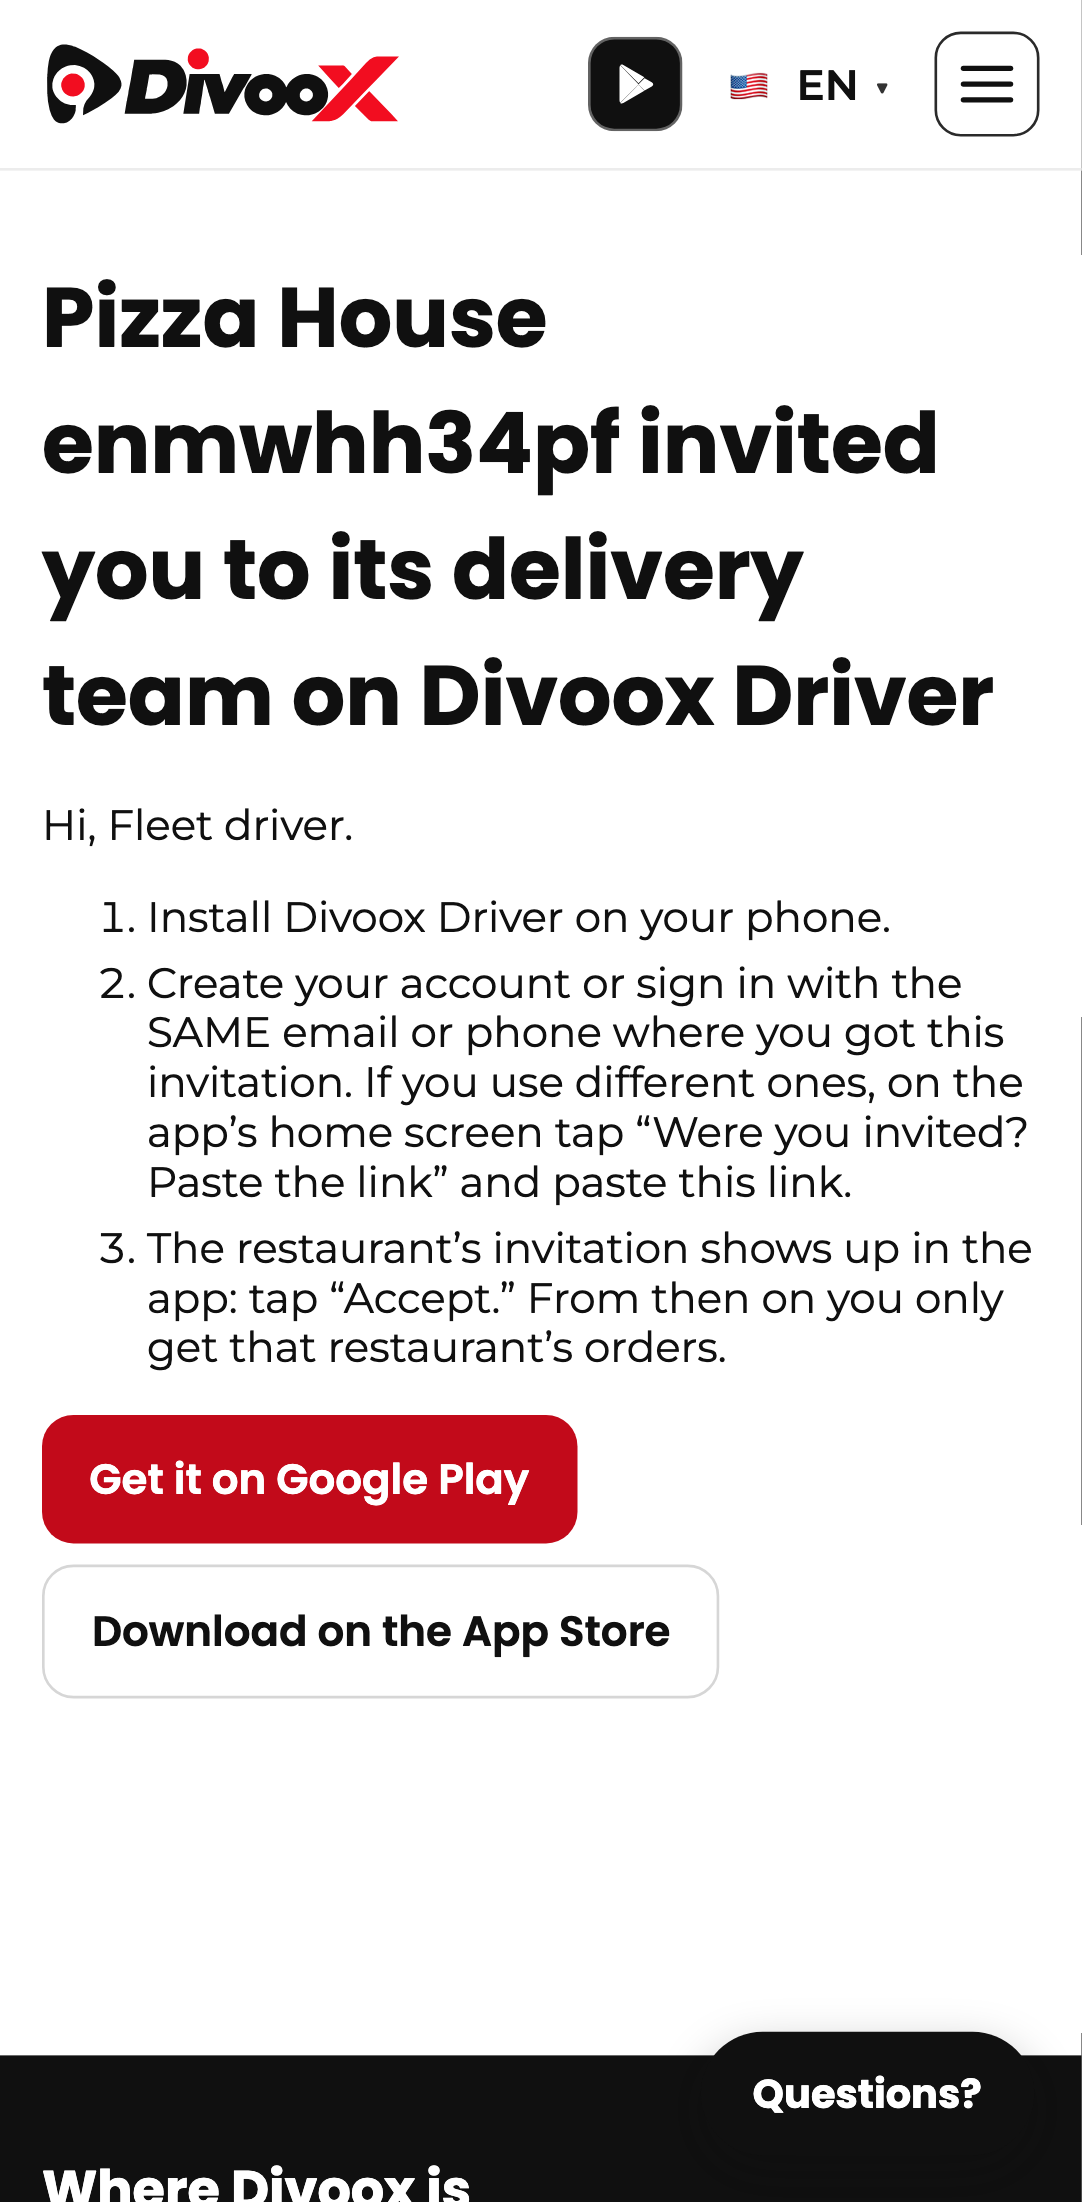 DivooX
EN
Pizza House
enmwhh34pf invited
you to its delivery
team on Divoox Driver
Hi, Fleet driver.
1. Install Divoox Driver on your phone.
2. Create your account or sign in with the
SAME email or phone where you got this
invitation. If you use different ones, on the
app’s home screen tap “Were you invited?
Paste the link” and paste this link.
3. The restaurant’s invitation shows up in the
app: tap “Accept.” From then on you only
get that restaurant’s orders.
Get it on Google Play
Download on the App Store
Questions?
Where Divoox is